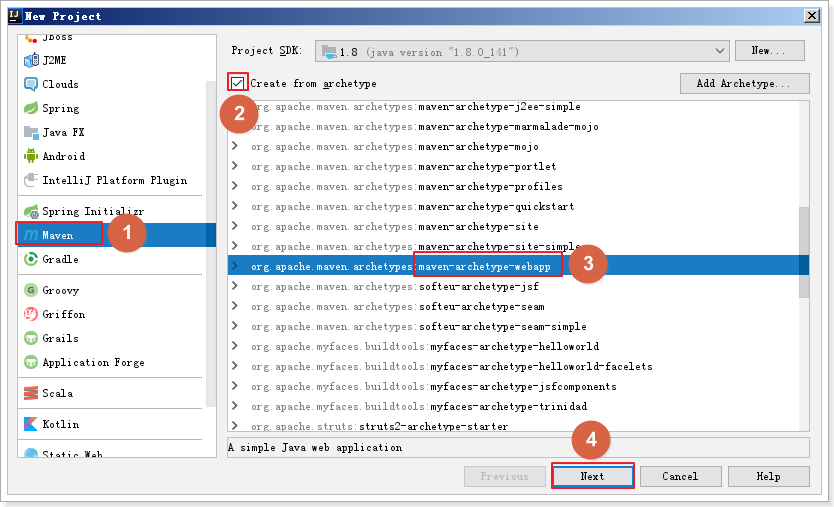 New Project
JBoss
J2ME
Clouds
Spring
Java FX
Android
IntelliJ Platform Plugin
Spring Initializr
Maven
1
Gradle
Groovy
Griffon
Grails
Application Forge
Scala
Kotlin
Static Web
Project SDK: 1.8 (java version "1.8.0_141") New...
Create from archetype Add Archetype...
2
org.apache.maven.archetypes:maven-archetype-j2ee-simple
org.apache.maven.archetypes:maven-archetype-marmalade-mojo
org.apache.maven.archetypes:maven-archetype-mojo
org.apache.maven.archetypes:maven-archetype-portlet
org.apache.maven.archetypes:maven-archetype-profiles
org.apache.maven.archetypes:maven-archetype-quickstart
org.apache.maven.archetypes:maven-archetype-site
org.apache.maven.archetypes:maven-archetype-site-simple
org.apache.maven.archetypes:maven-archetype-webapp
3
org.apache.maven.archetypes:softeu-archetype-jsf
org.apache.maven.archetypes:softeu-archetype-seam
org.apache.maven.archetypes:softeu-archetype-seam-simple
org.apache.myfaces.buildtools:myfaces-archetype-helloworld
org.apache.myfaces.buildtools:myfaces-archetype-helloworld-facelets
org.apache.myfaces.buildtools:myfaces-archetype-jsfcomponents
org.apache.myfaces.buildtools:myfaces-archetype-trinidad
org.apache.struts:struts2-archetype-starter
A simple Java web application
4
Previous Next Cancel Help